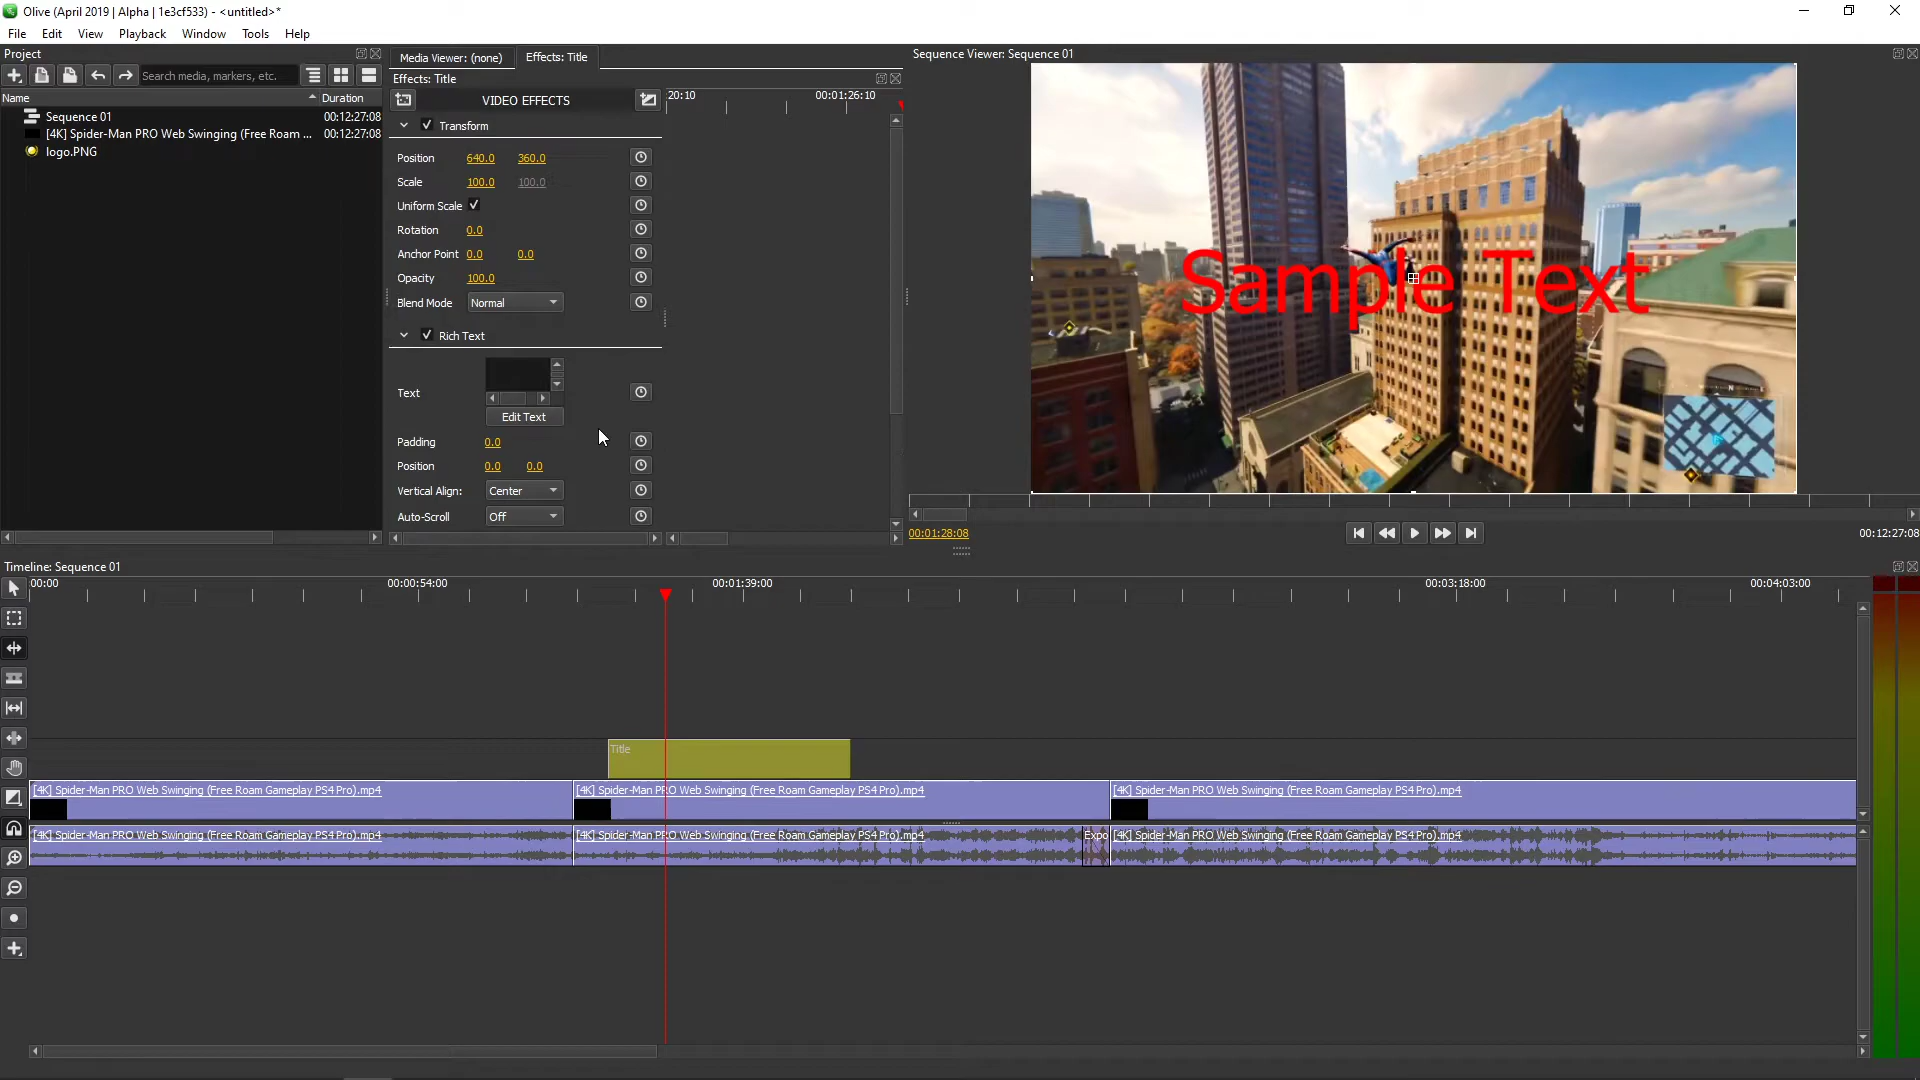 Olive (April 2019 | Alpha | 1e3cf533) - <untitled>*
File Edit View Playback Window Tools Help
Project
Search media, markers, etc.
Name Duration
Sequence 01 00:12:27:08
[4K] Spider-Man PRO Web Swinging (Free Roam ... 00:12:27:08
logo.PNG
Media Viewer: (none) Effects: Title
Effects: Title
VIDEO EFFECTS
20:10 00:01:26:10
Transform
Position 640.0 360.0
Scale 100.0 100.0
Uniform Scale
Rotation 0.0
Anchor Point 0.0 0.0
Opacity 100.0
Blend Mode Normal
Rich Text
Text
Edit Text
Padding 0.0
Position 0.0 0.0
Vertical Align: Center
Auto-Scroll Off
Sequence Viewer: Sequence 01
Sample Text
N
00:01:28:08 00:12:27:08
Timeline: Sequence 01
00:00 00:00:54:00 00:01:39:00 00:03:18:00 00:04:03:00
Title
[4K] Spider-Man PRO Web Swinging (Free Roam Gameplay PS4 Pro).mp4 [4K] Spider-Man PRO Web Swinging (Free Roam Gameplay PS4 Pro).mp4 [4K] Spider-Man PRO Web Swinging (Free Roam Gameplay PS4 Pro).mp4
[4K] Spider-Man PRO Web Swinging (Free Roam Gameplay PS4 Pro).mp4 [4K] Spider-Man PRO Web Swinging (Free Roam Gameplay PS4 Pro).mp4 Expo [4K] Spider-Man PRO Web Swinging (Free Roam Gameplay PS4 Pro).mp4